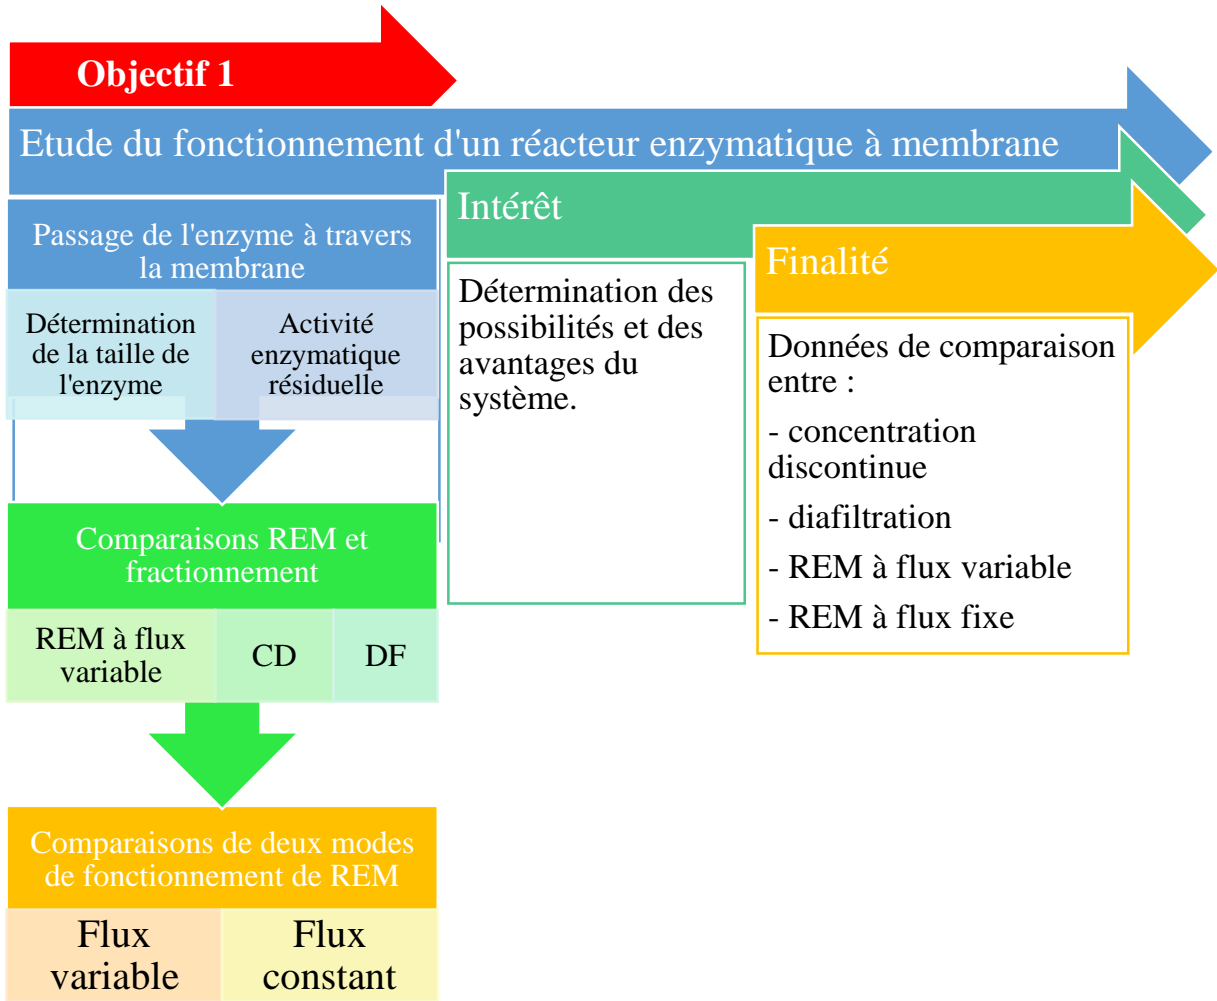 Objectif 1
Etude du fonctionnement d'un réacteur enzymatique à membrane
Passage de l'enzyme à travers
la membrane
Détermination
de la taille de
l'enzyme
Activité
enzymatique
résiduelle
Comparaisons REM et
fractionnement
REM à flux
variable
CD
DF
Comparaisons de deux modes
de fonctionnement de REM
Flux
variable
Flux
constant
Intérêt
Détermination des
possibilités et des
avantages du
système.
Finalité
Données de comparaison
entre :
- concentration
discontinue
- diafiltration
- REM à flux variable
- REM à flux fixe